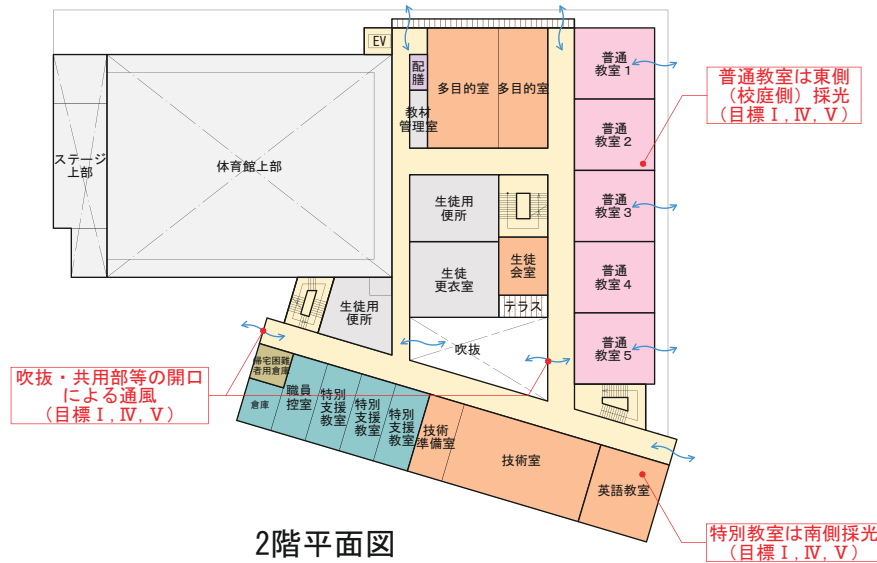 EV
配
膳
教材
管理室
多目的室
多目的室
普通
教室1
普通
教室2
普通
教室3
普通
教室4
普通
教室5
普通教室は東側
(校庭側)採光
(目標Ⅰ,Ⅳ,Ⅴ)
ステージ
上部
体育館上部
生徒用
便所
生徒
更衣室
生徒
会室
テラス
吹抜
生徒用
便所
帰宅困難
者用倉庫
倉庫
職員
控室
特別
支援
教室
特別
支援
教室
特別
支援
教室
技術
準備室
技術室
英語教室
吹抜・共用部等の開口
による通風
(目標Ⅰ,Ⅳ,Ⅴ)
特別教室は南側採光
(目標Ⅰ,Ⅳ,Ⅴ)
2階平面図